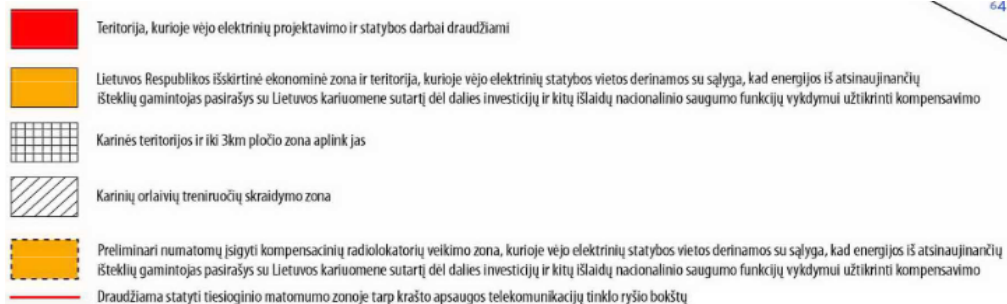 64
Teritorija, kurioje vėjo elektrinių projektavimo ir statybos darbai draudžiami
Lietuvos Respublikos išskirtinė ekonominė zona ir teritorija, kurioje vėjo elektrinių statybos vietos derinamos su sąlyga, kad energijos iš atsinaujinančių
išteklių gamintojas pasirašys su Lietuvos kariuomene sutartį dėl dalies investicijų ir kitų išlaidų nacionalinio saugumo funkcijų vykdymui užtikrinti kompensavimo
Karinės teritorijos ir iki 3km pločio zona aplink jas
Karinių orlaivių treniruočių skraidymo zona
Preliminari numatomų įsigyti kompensacinių radiolokatorių veikimo zona, kurioje vėjo elektrinių statybos vietos derinamos su sąlyga, kad energijos iš atsinaujinančių
išteklių gamintojas pasirašys su Lietuvos kariuomene sutartį dėl dalies investicijų ir kitų išlaidų nacionalinio saugumo funkcijų vykdymui užtikrinti kompensavimo
Draudžiama statyti tiesioginio matomumo zonoje tarp krašto apsaugos telekomunikacijų tinklo ryšio bokštų